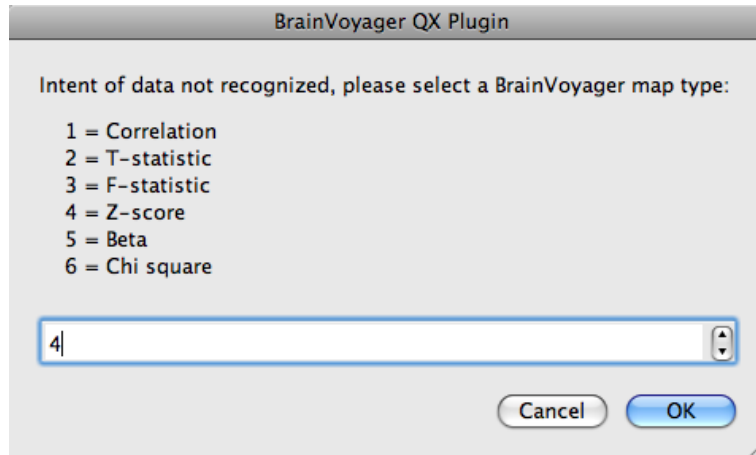 BrainVoyager QX Plugin
Intent of data not recognized, please select a BrainVoyager map type:
1 = Correlation
2 = T-statistic
3 = F-statistic
4 = Z-score
5 = Beta
6 = Chi square
4
Cancel OK